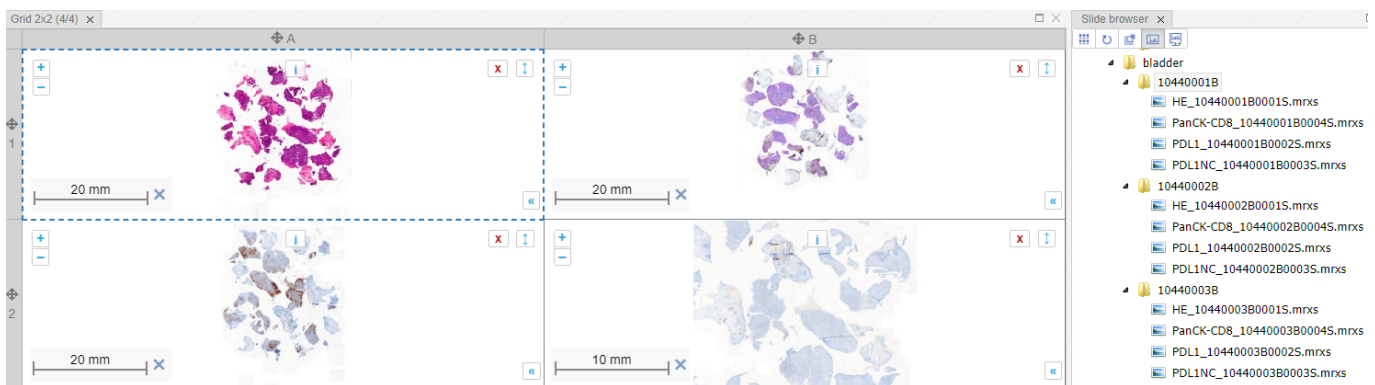 Grid 2x2 (4/4) x
A
B
1
+
−
i
x
20 mm
«
+
−
i
x
20 mm
«
2
+
−
i
x
20 mm
«
+
−
i
x
10 mm
«
Slide browser x
bladder
10440001B
HE_10440001B0001S.mrxs
PanCK-CD8_10440001B0004S.mrxs
PDL1_10440001B0002S.mrxs
PDL1NC_10440001B0003S.mrxs
10440002B
HE_10440002B0001S.mrxs
PanCK-CD8_10440002B0004S.mrxs
PDL1_10440002B0002S.mrxs
PDL1NC_10440002B0003S.mrxs
10440003B
HE_10440003B0001S.mrxs
PanCK-CD8_10440003B0004S.mrxs
PDL1_10440003B0002S.mrxs
PDL1NC_10440003B0003S.mrxs